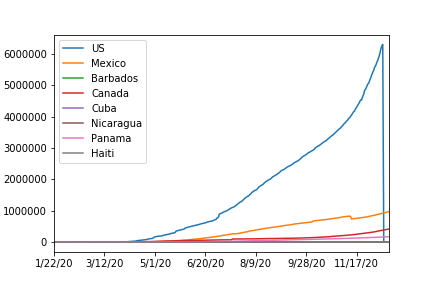 US
Mexico
Barbados
Canada
Cuba
Nicaragua
Panama
Haiti
6000000
5000000
4000000
3000000
2000000
1000000
0
1/22/20 3/12/20 5/1/20 6/20/20 8/9/20 9/28/20 11/17/20